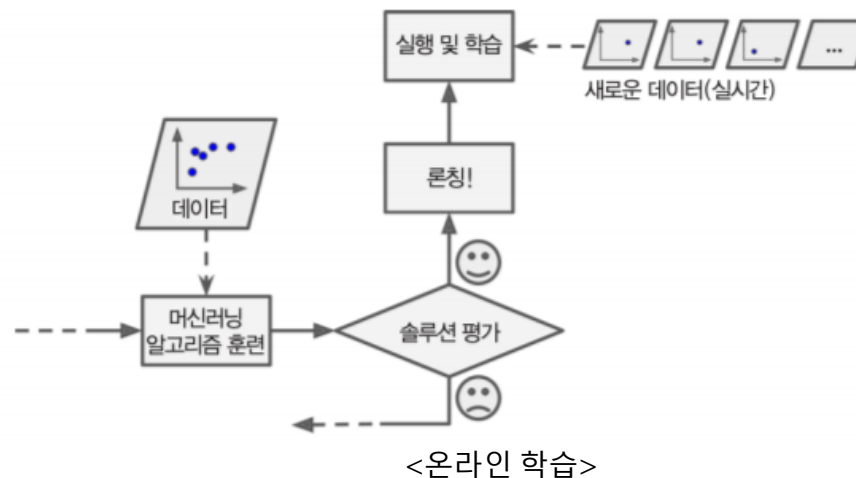 실행 및 학습
새로운 데이터(실시간)
...
론칭!
데이터
머신러닝
알고리즘 훈련
솔루션 평가
<온라인 학습>